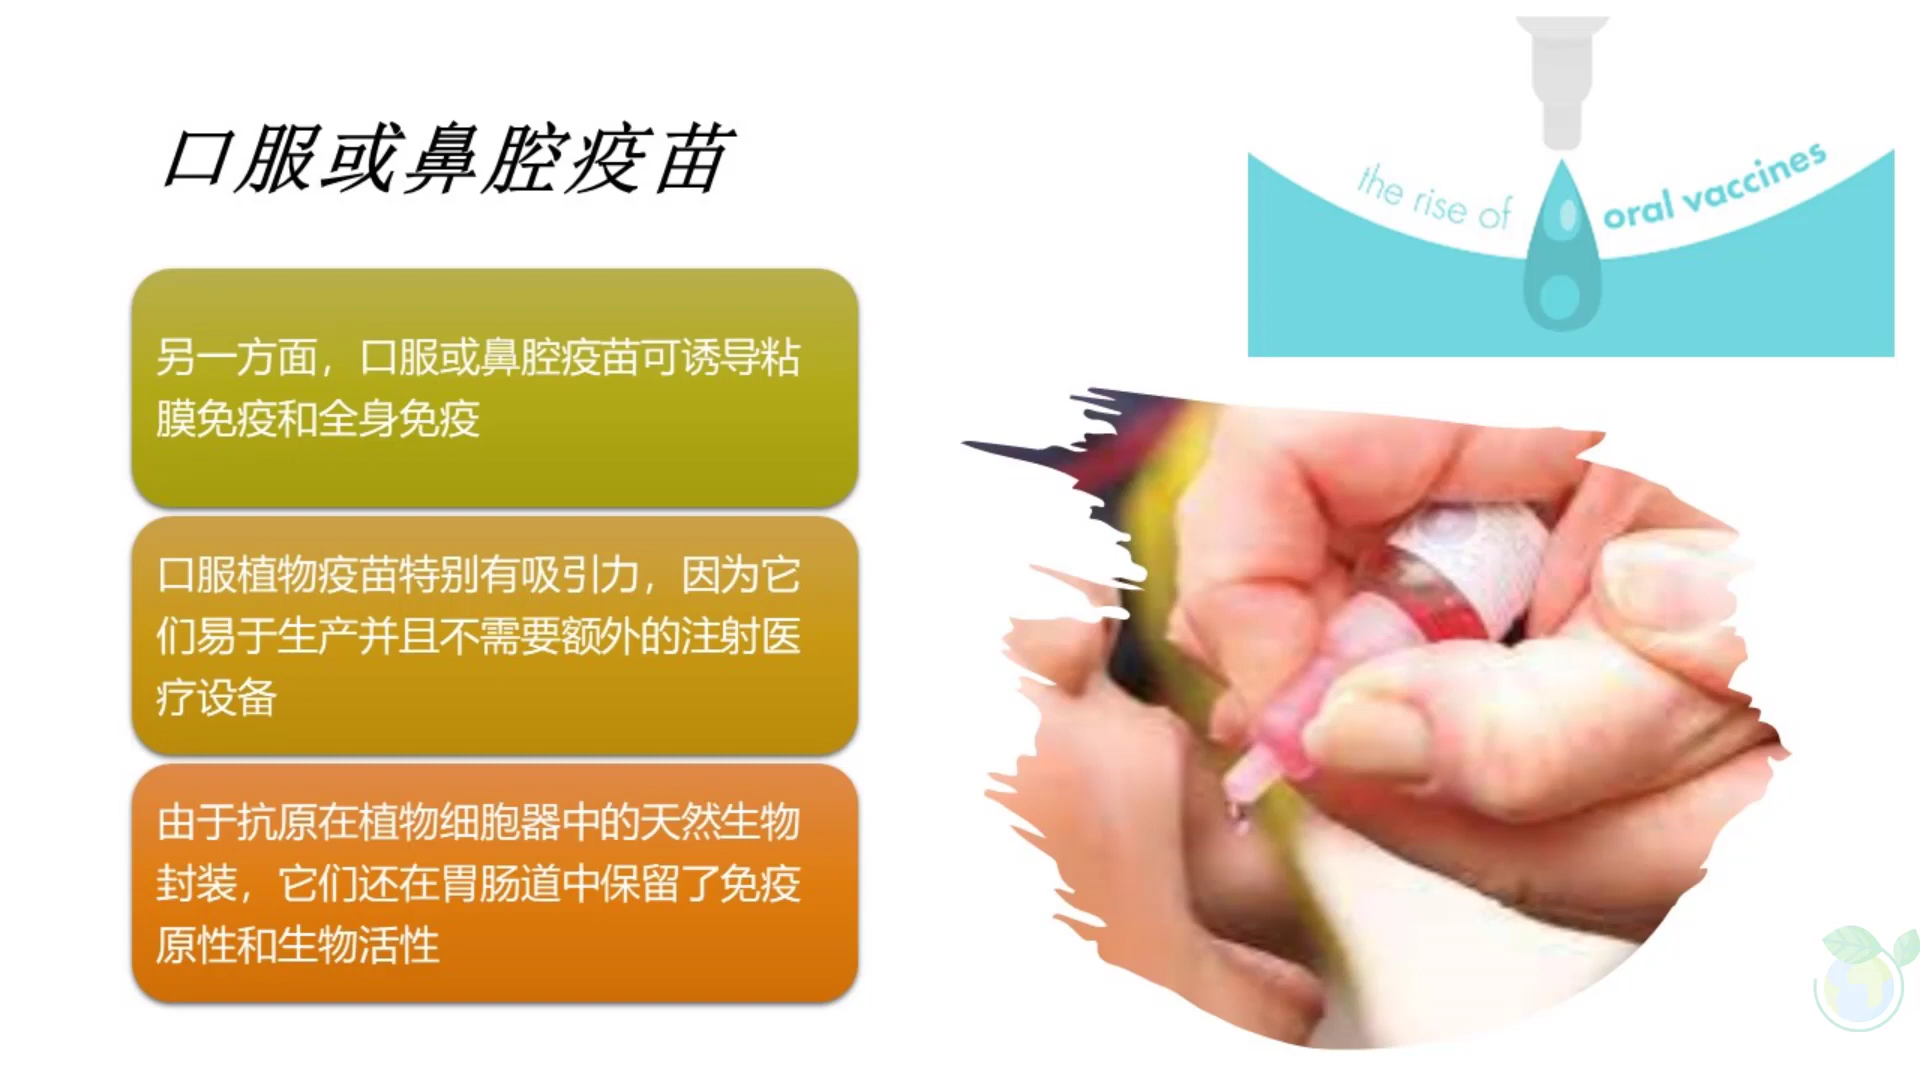 口服或鼻腔疫苗
the rise of oral vaccines
另一方面，口服或鼻腔疫苗可诱导粘
膜免疫和全身免疫
口服植物疫苗特别有吸引力，因为它
们易于生产并且不需要额外的注射医
疗设备
由于抗原在植物细胞器中的天然生物
封装，它们还在胃肠道中保留了免疫
原性和生物活性